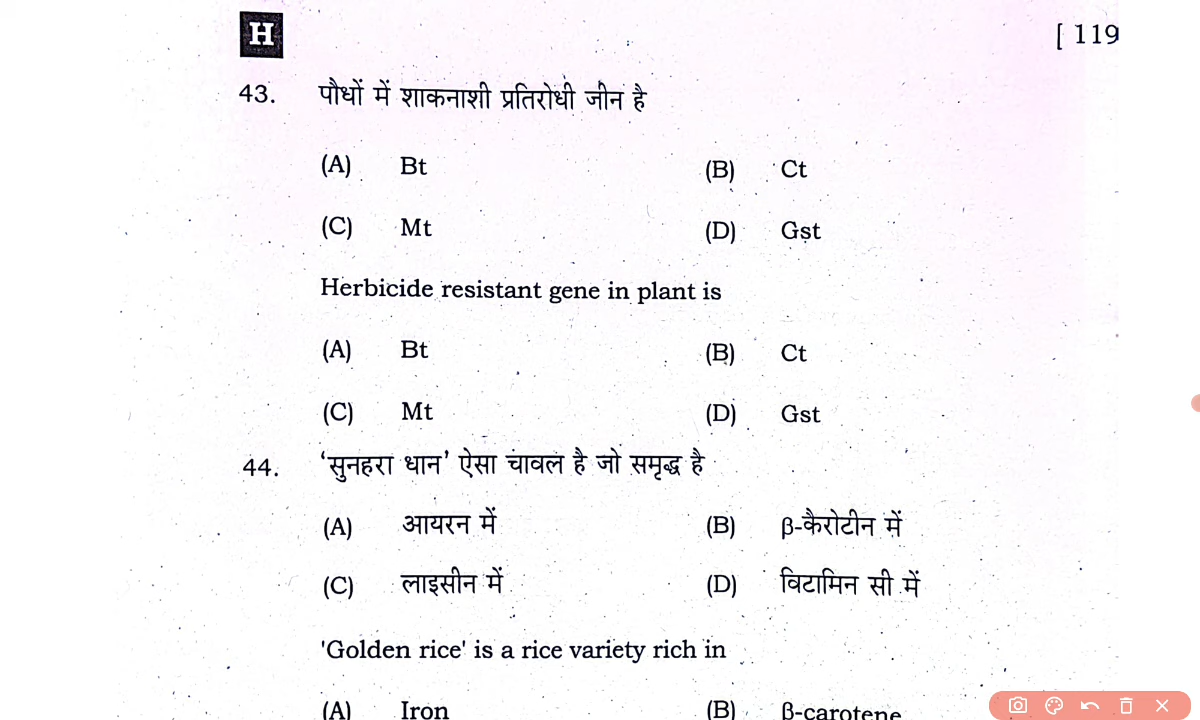 H [ 119
43. पौधों में शाकनाशी प्रतिरोधी जीन है
(A) Bt (B) Ct
(C) Mt (D) Gst
Herbicide resistant gene in plant is
(A) Bt (B) Ct
(C) Mt (D) Gst
44. 'सुनहरा धान' ऐसा चावल है जो समृद्ध है
(A) आयरन में (B) β-कैरोटीन में
(C) लाइसीन में (D) विटामिन सी में
'Golden rice' is a rice variety rich in
(A) Iron (B) β-carotene